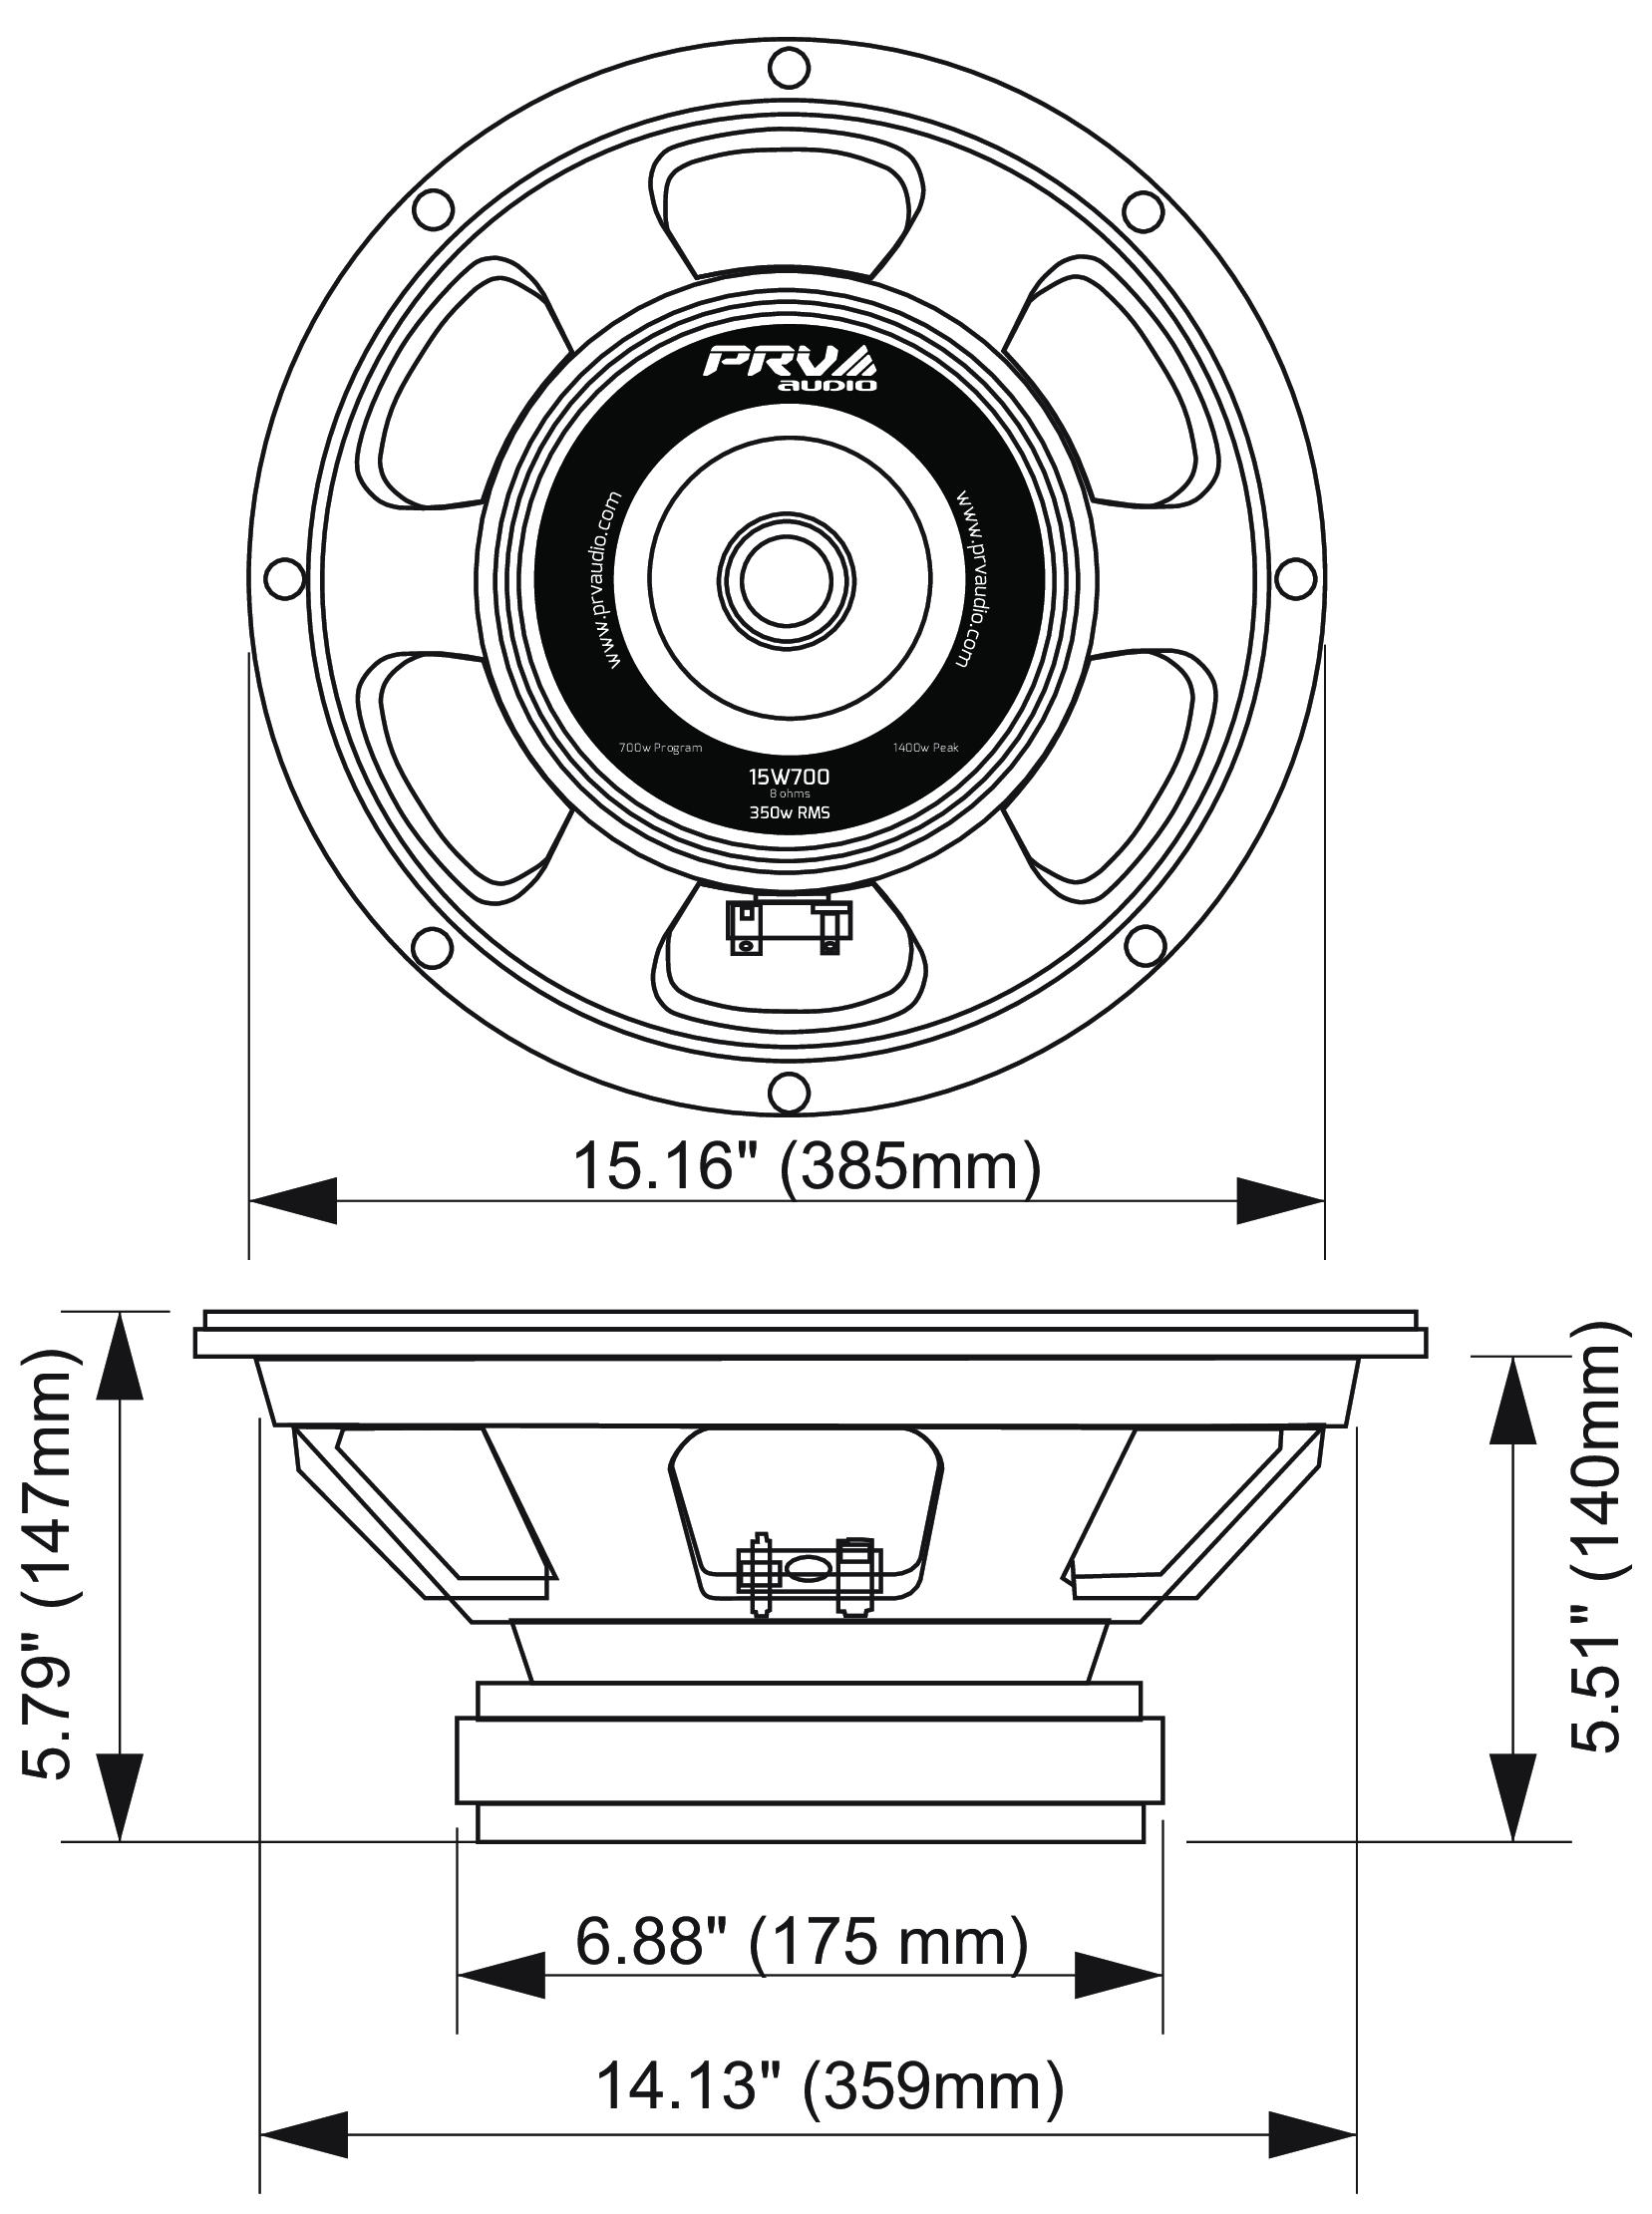 PRV
audio
www.prvaudio.com
www.prvaudio.com
700w Program
1400w Peak
15W700
8 ohms
350w RMS
15.16" (385mm)
5.79" (147mm)
5.51" (140mm)
6.88" (175 mm)
14.13" (359mm)